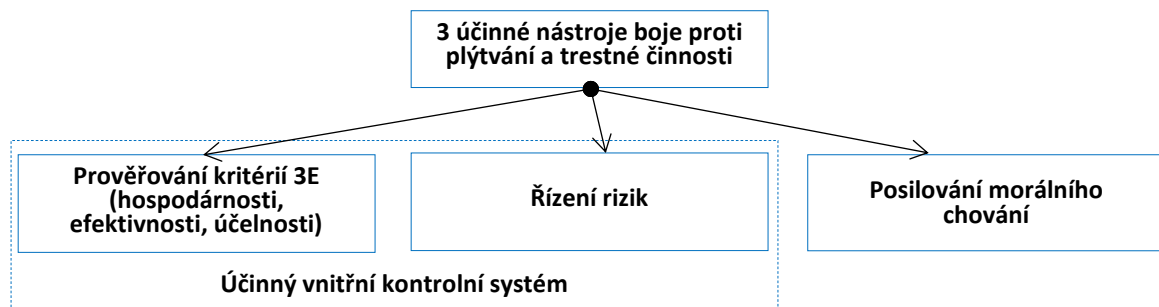 3 účinné nástroje boje proti
plýtvání a trestné činnosti
Prověřování kritérií 3E
(hospodárnosti,
efektivnosti, účelnosti)
Řízení rizik
Posilování morálního
chování
Účinný vnitřní kontrolní systém